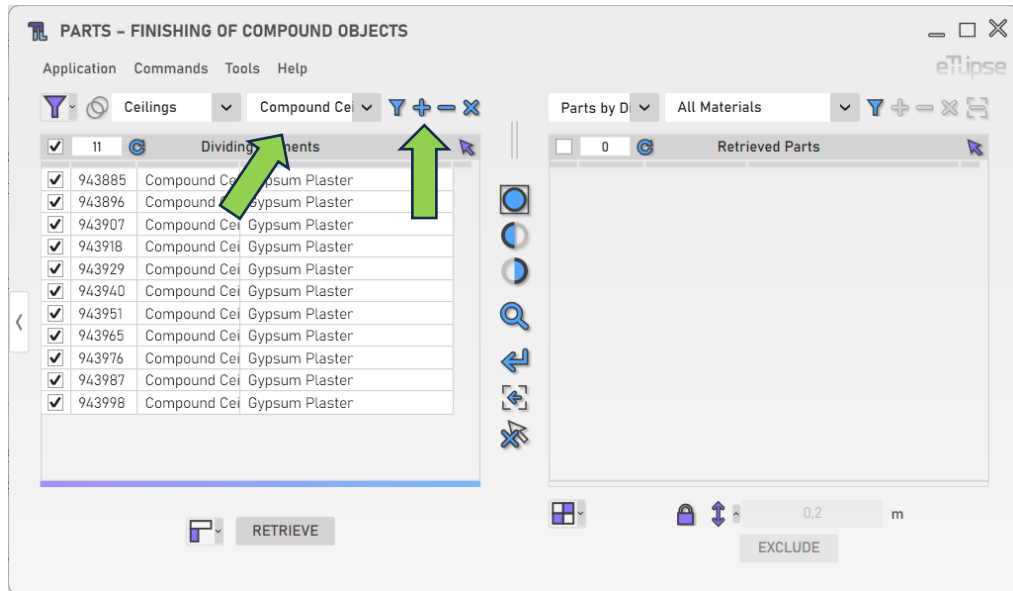 PARTS – FINISHING OF COMPOUND OBJECTS
Application Commands Tools Help
eTLipse
Ceilings Compound Cei
Parts by D All Materials
11 Dividing ments
0 Retrieved Parts
943885 Compound Ce psum Plaster
943896 Compound Gypsum Plaster
943907 Compound Cei Gypsum Plaster
943918 Compound Cei Gypsum Plaster
943929 Compound Cei Gypsum Plaster
943940 Compound Cei Gypsum Plaster
943951 Compound Cei Gypsum Plaster
943965 Compound Cei Gypsum Plaster
943976 Compound Cei Gypsum Plaster
943987 Compound Cei Gypsum Plaster
943998 Compound Cei Gypsum Plaster
RETRIEVE
0,2 m
EXCLUDE